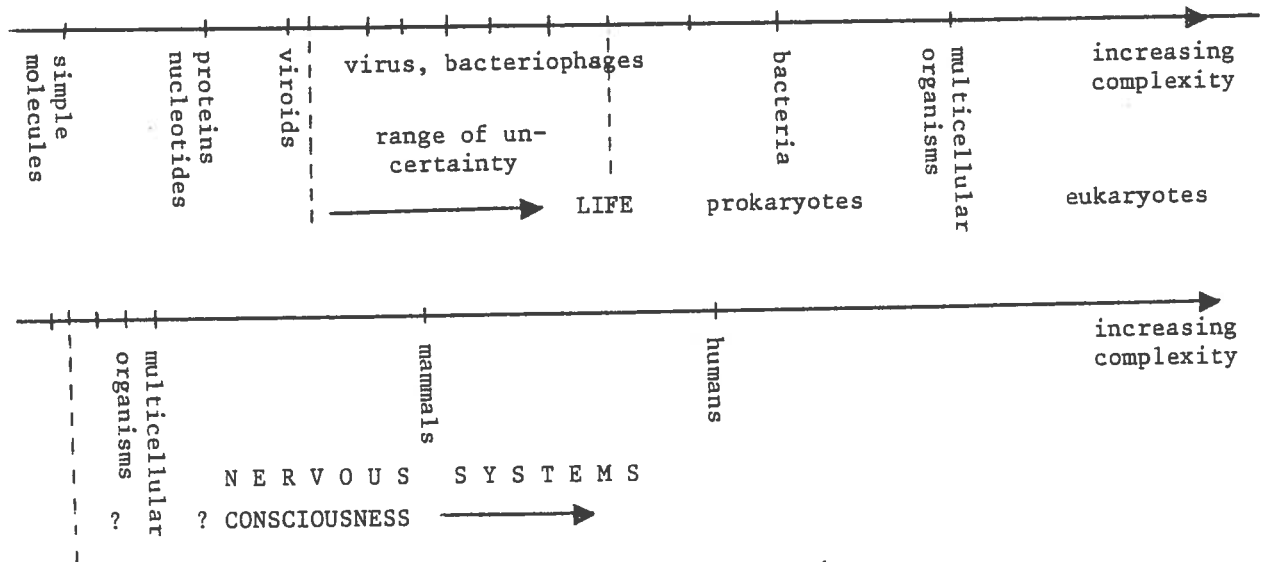 simple
molecules
proteins
nucleotides
viroids
virus, bacteriophages
range of un-
certainty
LIFE
bacteria
prokaryotes
multicellular
organisms
increasing
complexity
eukaryotes
multicellular
organisms
mammals
humans
increasing
complexity
NERVOUS SYSTEMS
? ? CONSCIOUSNESS